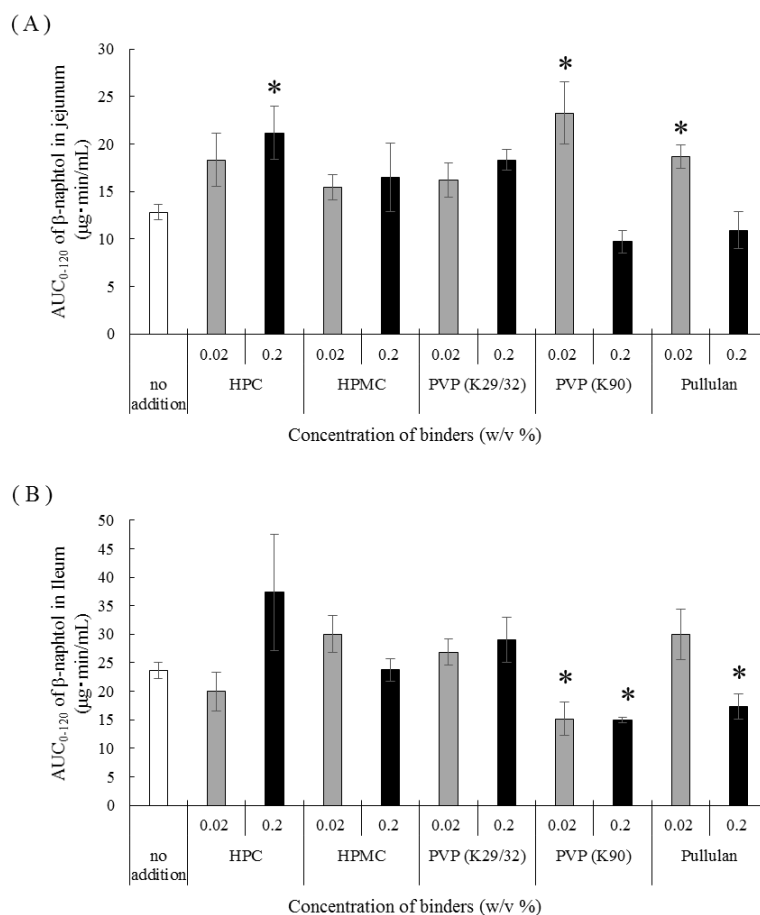 ( A )
AUC0-120 of β-naphtol in jejunum
(μg・min/mL)
30
25
20
15
10
5
0
* * *
0.02 0.2 0.02 0.2 0.02 0.2 0.02 0.2 0.02 0.2
no addition HPC HPMC PVP (K29/32) PVP (K90) Pullulan
Concentration of binders (w/v %)
( B )
AUC0-120 of β-naphtol in Ileum
(μg・min/mL)
50
45
40
35
30
25
20
15
10
5
0
* * *
0.02 0.2 0.02 0.2 0.02 0.2 0.02 0.2 0.02 0.2
no addition HPC HPMC PVP (K29/32) PVP (K90) Pullulan
Concentration of binders (w/v %)